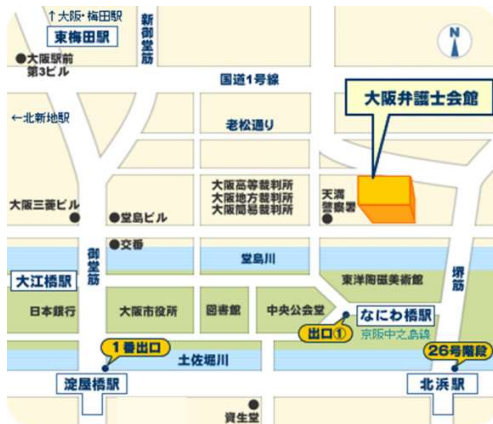 ↑大阪・梅田駅
東梅田駅
新御堂筋
N
大阪駅前
第3ビル
国道1号線
大阪弁護士会館
←北新地駅
老松通り
大阪高等裁判所
大阪地方裁判所
大阪簡易裁判所
天満
警察署
大阪三菱ビル
堂島ビル
交番
御堂筋
堂島川
堺筋
大江橋駅
東洋陶磁美術館
日本銀行
大阪市役所
図書館
中央公会堂
なにわ橋駅
出口①
京阪中之島線
1番出口
土佐堀川
26号階段
淀屋橋駅
北浜駅
資生堂